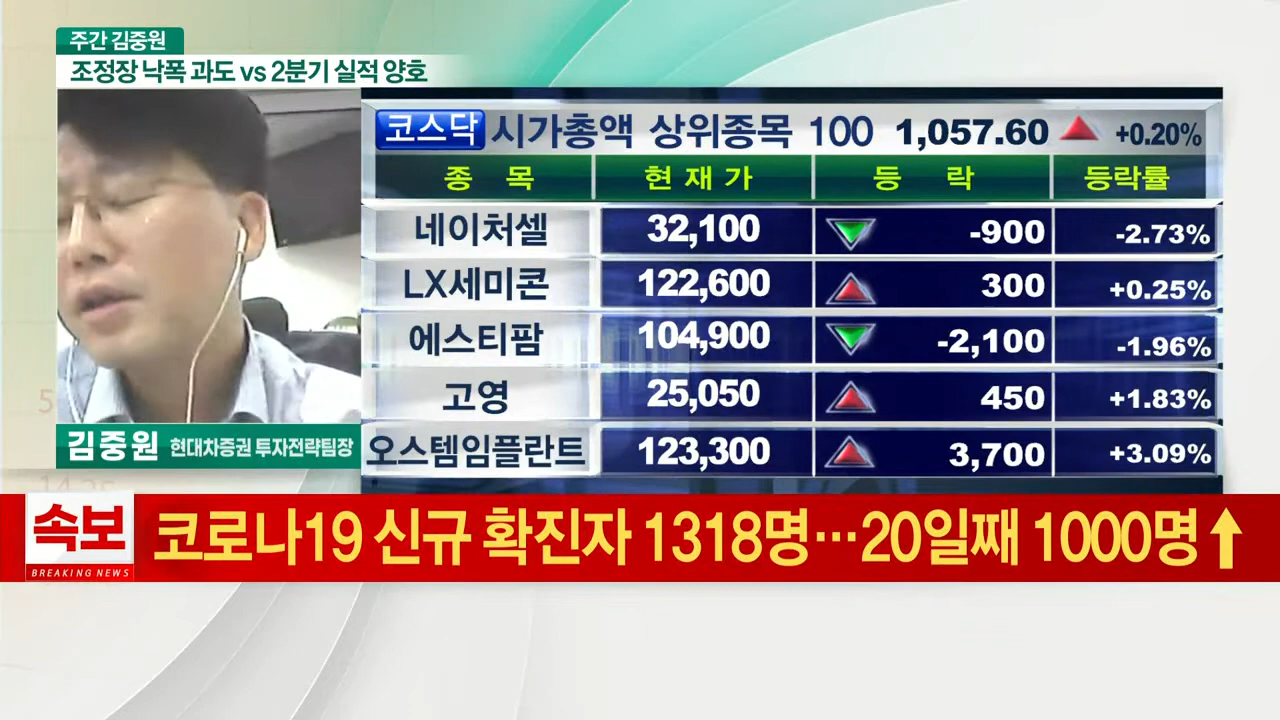 주간 김중원
조정장 낙폭 과도 vs 2분기 실적 양호
코스닥 시가총액 상위종목 100 1,057.60 +0.20%
종 목 현재가 등 락 등락률
네이처셀 32,100 -900 -2.73%
LX세미콘 122,600 300 +0.25%
에스티팜 104,900 -2,100 -1.96%
고영 25,050 450 +1.83%
오스템임플란트 123,300 3,700 +3.09%
김중원 현대차증권 투자전략팀장
속보 코로나19 신규 확진자 1318명…20일째 1000명↑
BREAKING NEWS